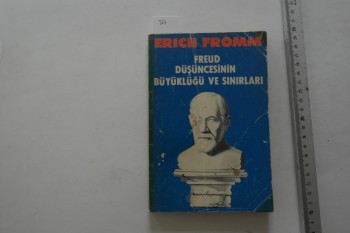 ERICH FROMM
FREUD
DÜŞÜNCESİNİN
BÜYÜKLÜĞÜ VE SINIRLARI